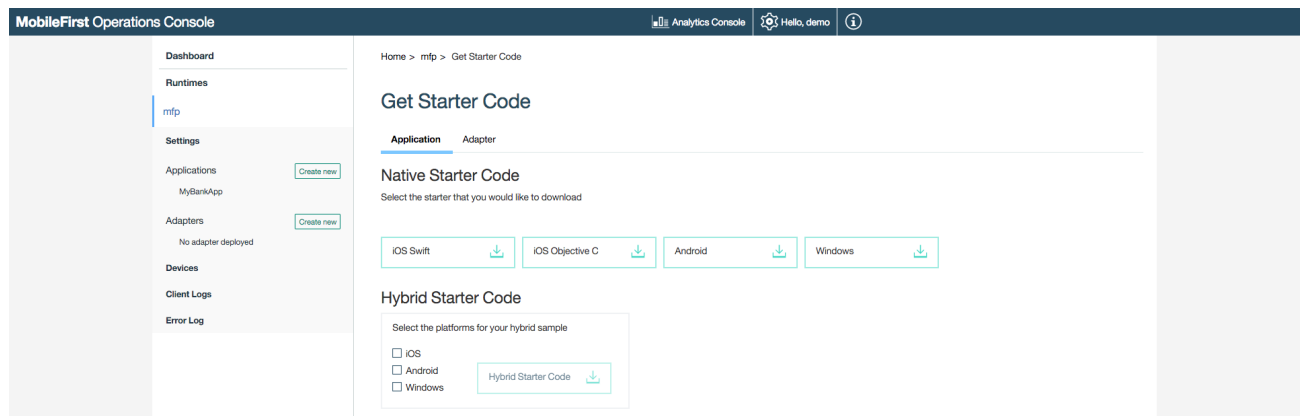 MobileFirst Operations Console
Analytics Console
Hello, demo
Dashboard
Runtimes
mfp
Settings
Applications
Create new
MyBankApp
Adapters
Create new
No adapter deployed
Devices
Client Logs
Error Log
Home > mfp > Get Starter Code
Get Starter Code
Application Adapter
Native Starter Code
Select the starter that you would like to download
iOS Swift
iOS Objective C
Android
Windows
Hybrid Starter Code
Select the platforms for your hybrid sample
iOS
Android
Windows
Hybrid Starter Code